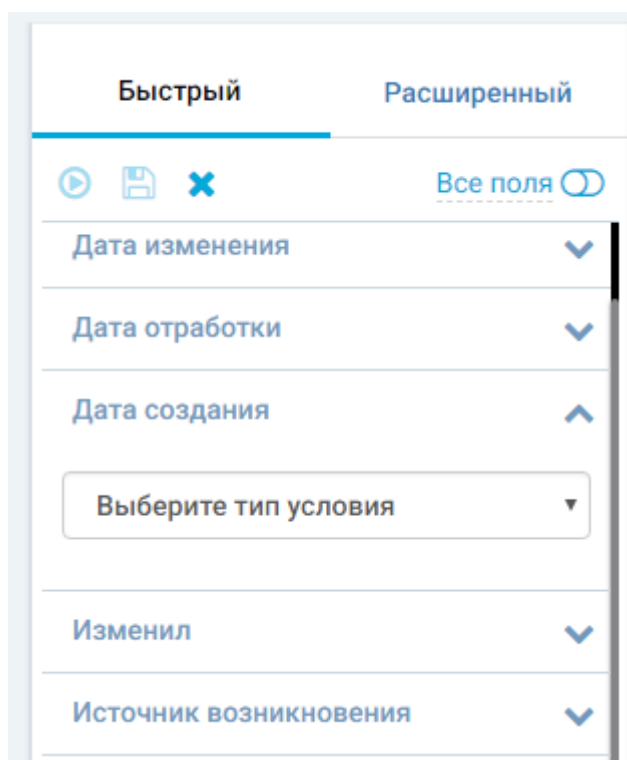 Быстрый Расширенный
Все поля
Дата изменения
Дата отработки
Дата создания
Выберите тип условия
Изменил
Источник возникновения